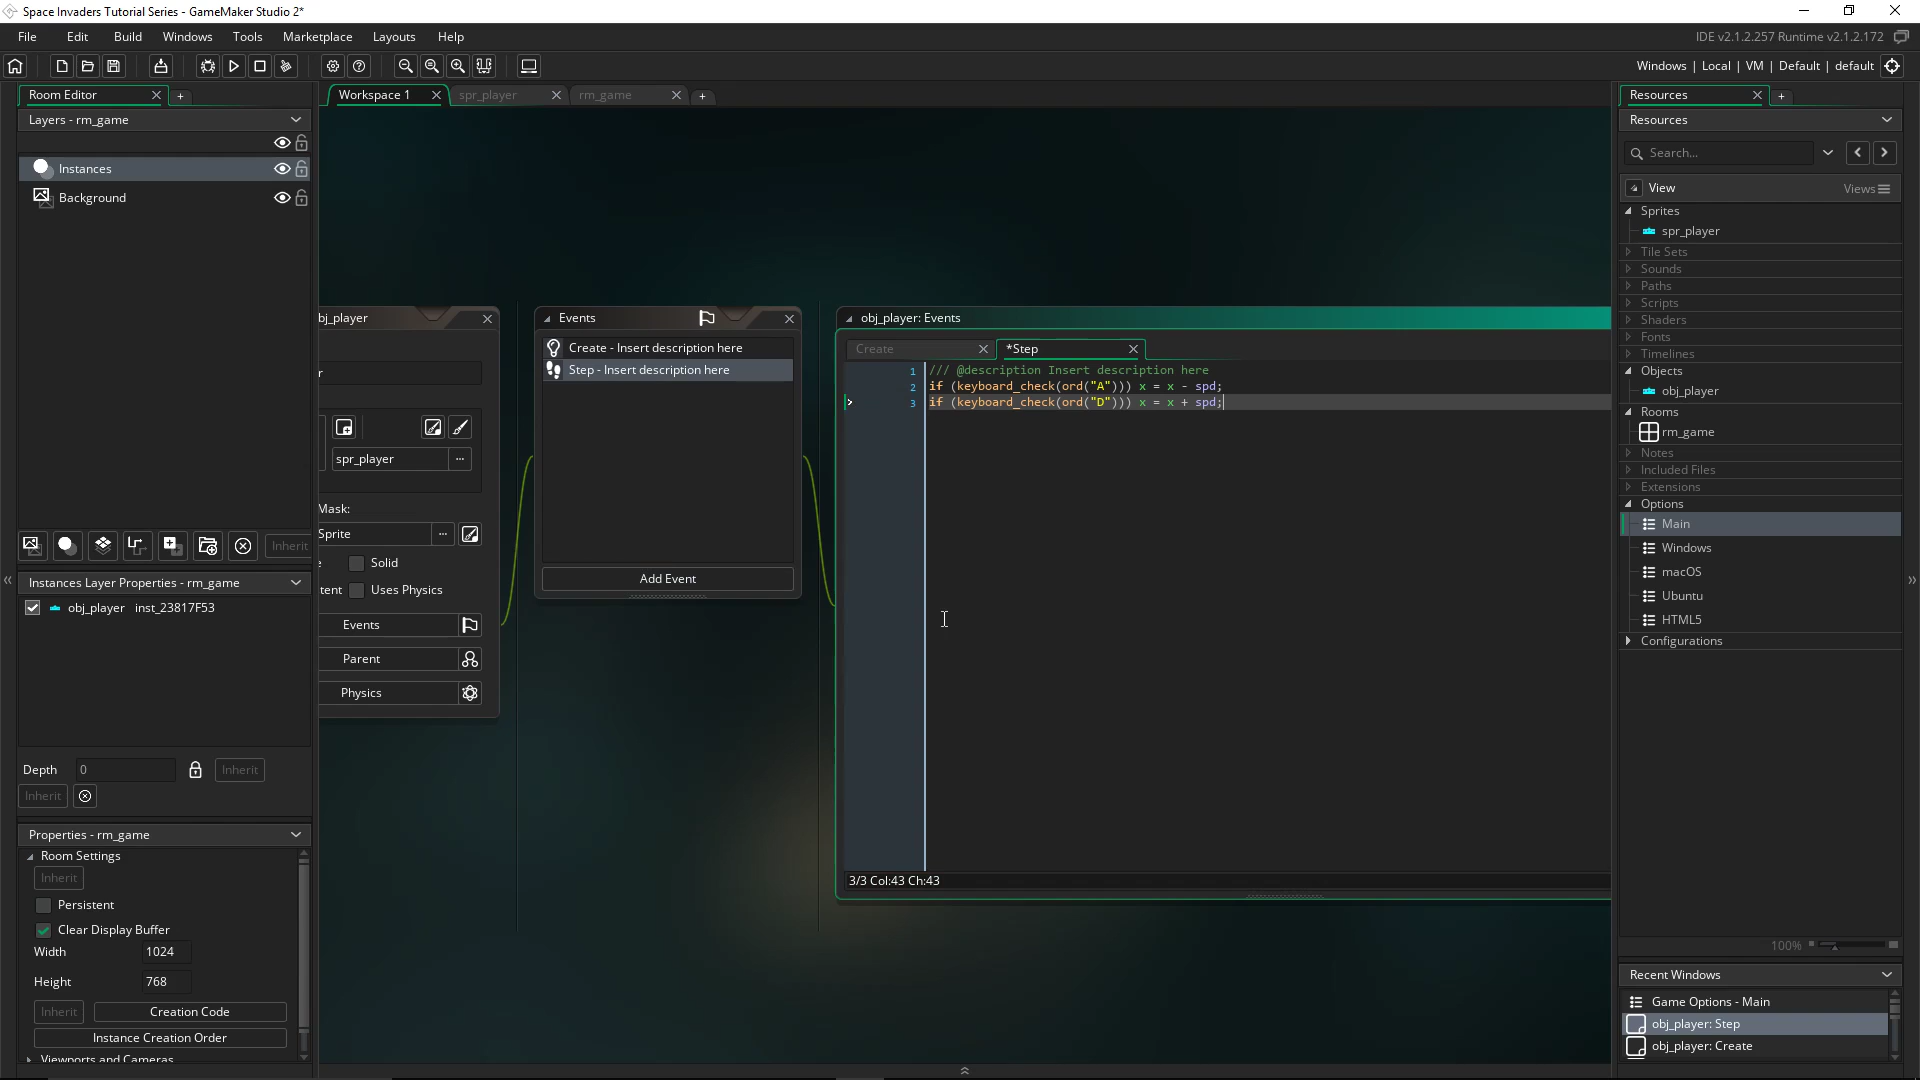 Space Invaders Tutorial Series - GameMaker Studio 2*
File Edit Build Windows Tools Marketplace Layouts Help
IDE v2.1.2.257 Runtime v2.1.2.172
Windows | Local | VM | Default | default
Room Editor
Layers - rm_game
Instances
Background
Inherit
Instances Layer Properties - rm_game
obj_player inst_23817F53
Depth 0 Inherit
Inherit
Properties - rm_game
Room Settings
Inherit
Persistent
Clear Display Buffer
Width 1024
Height 768
Inherit Creation Code
Instance Creation Order
Viewports and Cameras
Workspace 1 spr_player rm_game
bj_player
r
spr_player
Mask:
Sprite
e Solid
tent Uses Physics
Events
Parent
Physics
Events
Create - Insert description here
Step - Insert description here
Add Event
obj_player: Events
Create *Step
1 /// @description Insert description here
2 if (keyboard_check(ord("A"))) x = x - spd;
3 if (keyboard_check(ord("D"))) x = x + spd;
3/3 Col:43 Ch:43
Resources
Resources
Search...
View Views
Sprites
spr_player
Tile Sets
Sounds
Paths
Scripts
Shaders
Fonts
Timelines
Objects
obj_player
Rooms
rm_game
Notes
Included Files
Extensions
Options
Main
Windows
macOS
Ubuntu
HTML5
Configurations
100%
Recent Windows
Game Options - Main
obj_player: Step
obj_player: Create